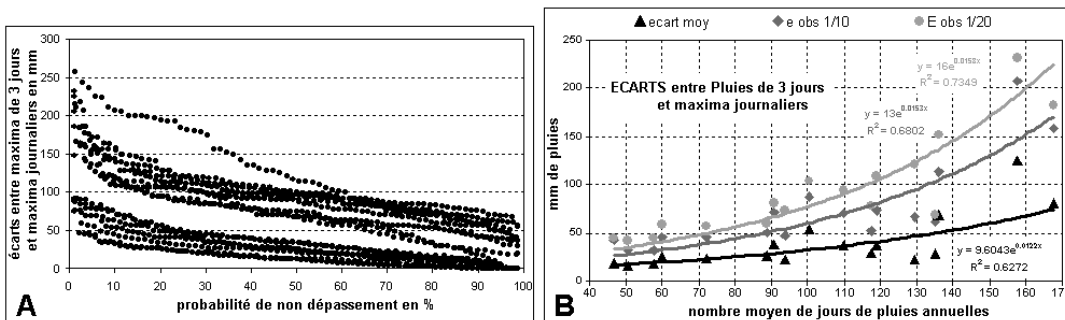 écarts entre maxima de 3 jours
et maxima journaliers en mm
300
250
200
150
100
50
0
0 10 20 30 40 50 60 70 80 90 100
probabilité de non dépassement en %
A
ecart moy
e obs 1/10
E obs 1/20
mm de pluies
250
200
150
100
50
0
ECARTS entre Pluies de 3 jours
et maxima journaliers
y = 13e
R² = 0.6802
y = 16e
R² = 0.7349
y = 9.6043e^0.0122x
R² = 0.6272
40 50 60 70 80 90 100 110 120 130 140 150 160 17
nombre moyen de jours de pluies annuelles
B